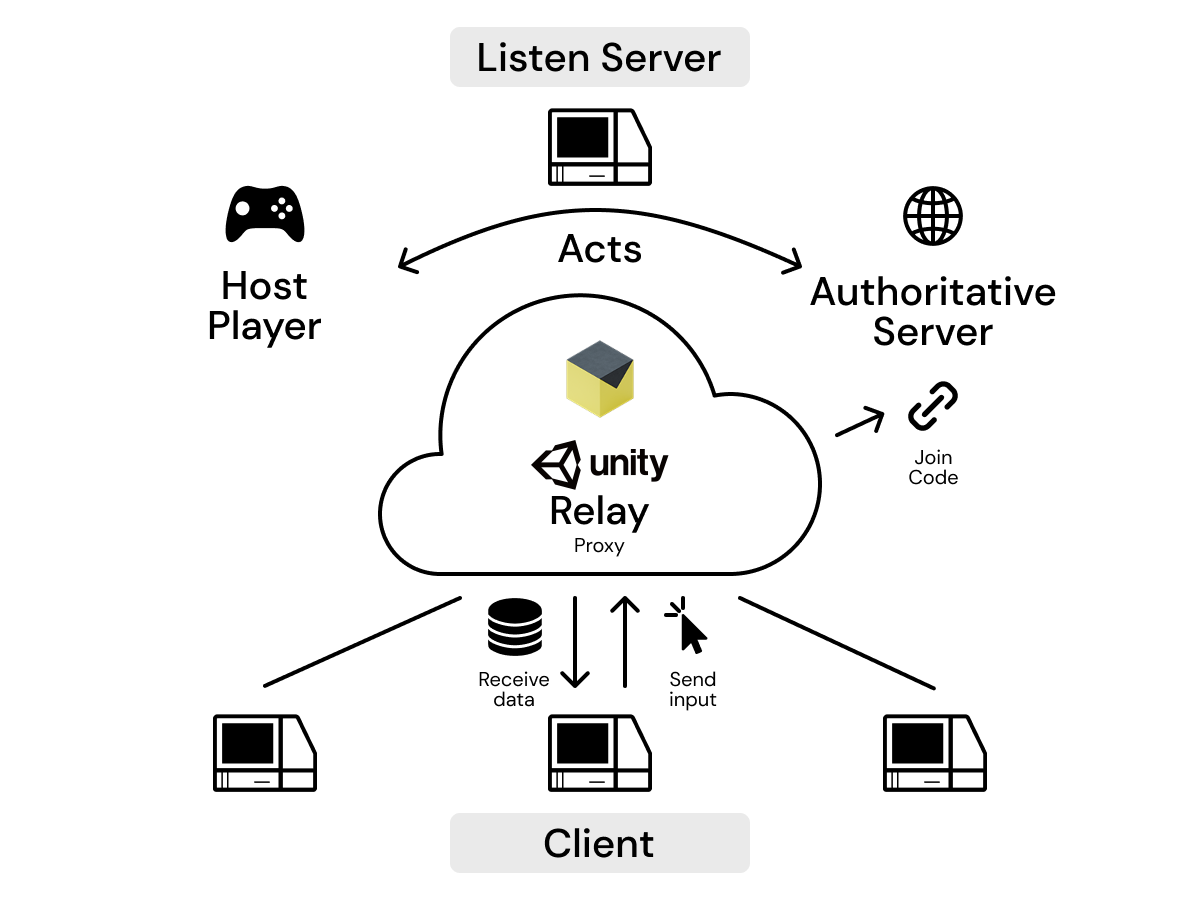 Listen Server
Acts
Host
Player
Authoritative
Server
unity
Relay
Proxy
Join
Code
Receive
data
Send
input
Client